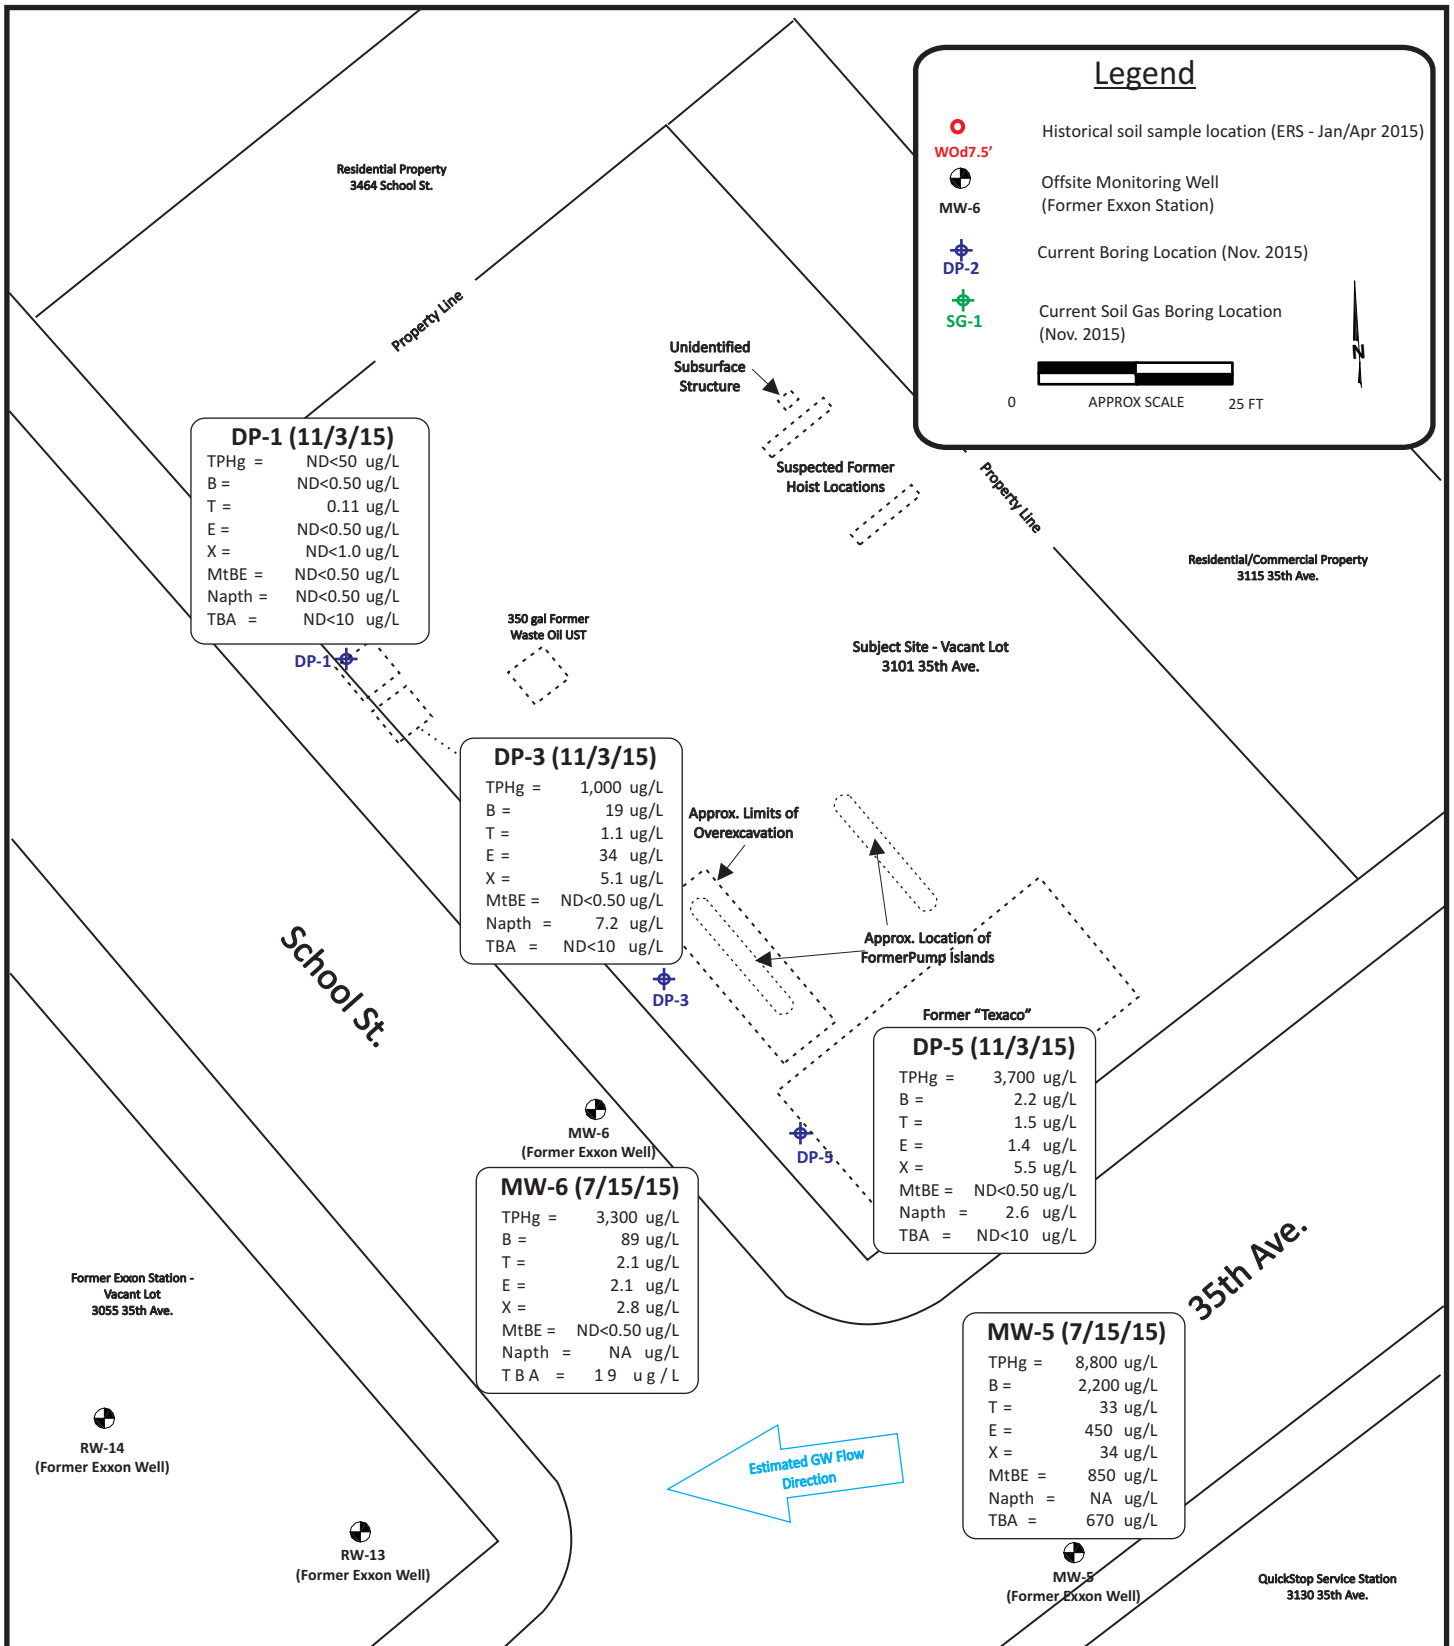 Legend
Historical soil sample location (ERS - Jan/Apr 2015)
WOd7.5’
Offsite Monitoring Well
(Former Exxon Station)
MW-6
Current Boring Location (Nov. 2015)
DP-2
Current Soil Gas Boring Location
(Nov. 2015)
SG-1
N
0 APPROX SCALE 25 FT
Residential Property
3464 School St.
Property Line
Unidentified
Subsurface
Structure
Suspected Former
Hoist Locations
Property Line
Residential/Commercial Property
3115 35th Ave.
DP-1 (11/3/15)
TPHg = ND<50 ug/L
B = ND<0.50 ug/L
T = 0.11 ug/L
E = ND<0.50 ug/L
X = ND<1.0 ug/L
MtBE = ND<0.50 ug/L
Napth = ND<0.50 ug/L
TBA = ND<10 ug/L
DP-1
350 gal Former
Waste Oil UST
Subject Site - Vacant Lot
3101 35th Ave.
DP-3 (11/3/15)
TPHg = 1,000 ug/L
B = 19 ug/L
T = 1.1 ug/L
E = 34 ug/L
X = 5.1 ug/L
MtBE = ND<0.50 ug/L
Napth = 7.2 ug/L
TBA = ND<10 ug/L
DP-3
Approx. Limits of
Overexcavation
Approx. Location of
FormerPump Islands
School St.
Former “Texaco”
DP-5 (11/3/15)
TPHg = 3,700 ug/L
B = 2.2 ug/L
T = 1.5 ug/L
E = 1.4 ug/L
X = 5.5 ug/L
MtBE = ND<0.50 ug/L
Napth = 2.6 ug/L
TBA = ND<10 ug/L
DP-5
MW-6
(Former Exxon Well)
MW-6 (7/15/15)
TPHg = 3,300 ug/L
B = 89 ug/L
T = 2.1 ug/L
E = 2.1 ug/L
X = 2.8 ug/L
MtBE = ND<0.50 ug/L
Napth = NA ug/L
TBA = 19 ug/L
Former Exxon Station -
Vacant Lot
3055 35th Ave.
35th Ave.
MW-5 (7/15/15)
TPHg = 8,800 ug/L
B = 2,200 ug/L
T = 33 ug/L
E = 450 ug/L
X = 34 ug/L
MtBE = 850 ug/L
Napth = NA ug/L
TBA = 670 ug/L
RW-14
(Former Exxon Well)
Estimated GW Flow
Direction
RW-13
(Former Exxon Well)
MW-5
(Former Exxon Well)
QuickStop Service Station
3130 35th Ave.